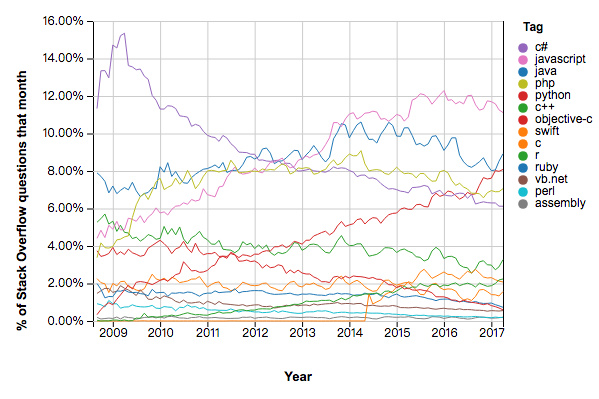 % of Stack Overflow questions that month
16.00%
14.00%
12.00%
10.00%
8.00%
6.00%
4.00%
2.00%
0.00%
2009 2010 2011 2012 2013 2014 2015 2016 2017
Year
Tag
c#
javascript
java
php
python
c++
objective-c
swift
c
r
ruby
vb.net
perl
assembly